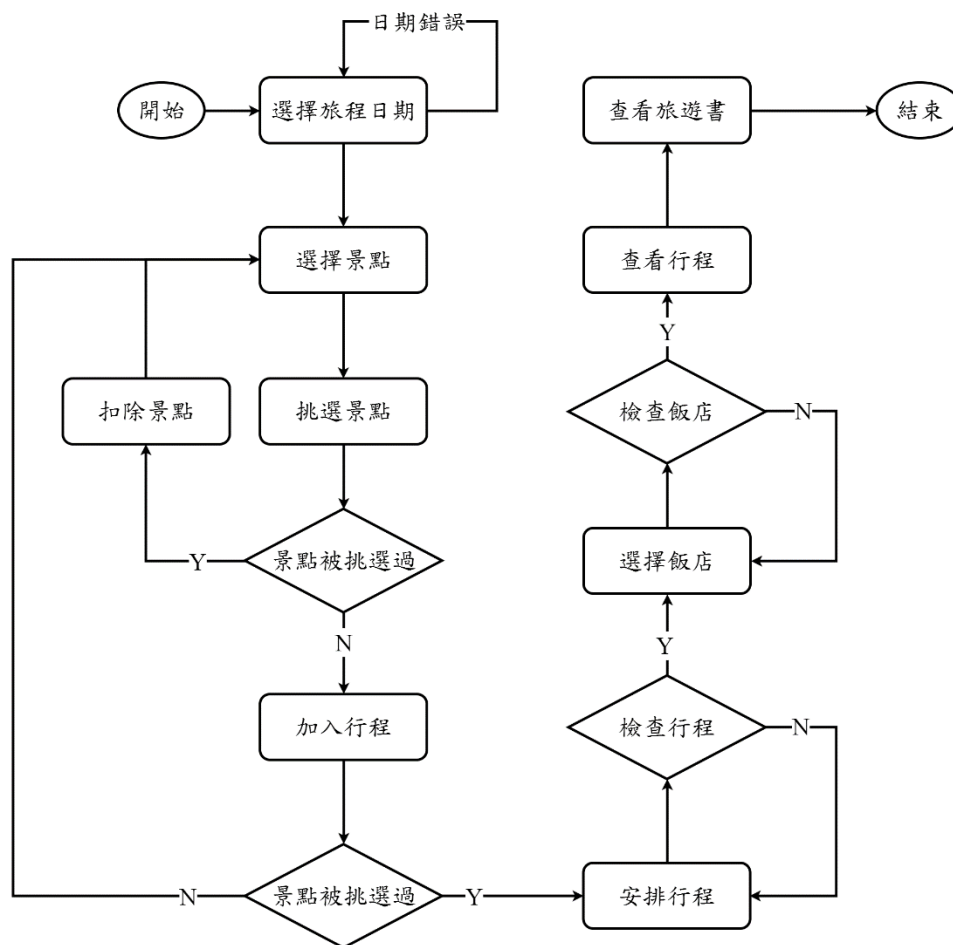 日期錯誤
開始
選擇旅程日期
選擇景點
扣除景點
挑選景點
Y
景點被挑選過
N
加入行程
N
景點被挑選過
Y
安排行程
檢查行程
N
Y
選擇飯店
檢查飯店
N
Y
查看行程
查看旅遊書
結束